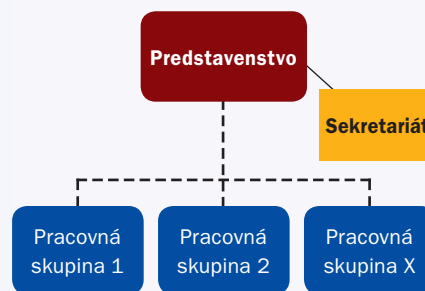 Predstavenstvo
Sekretariát
Pracovná
skupina 1
Pracovná
skupina 2
Pracovná
skupina X